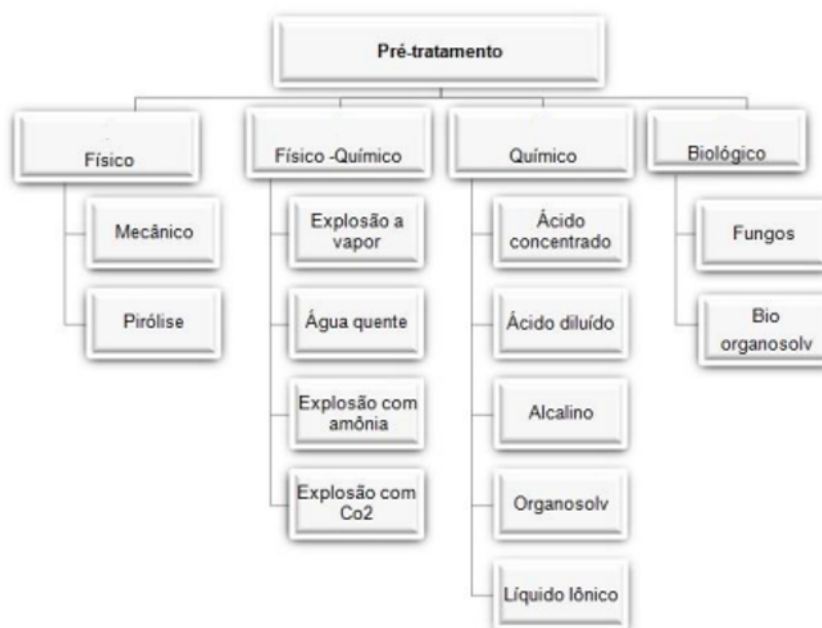 Pré-tratamento
Físico
Físico -Químico
Químico
Biológico
Mecânico
Pirólise
Explosão a
vapor
Água quente
Explosão com
amônia
Explosão com
Co2
Ácido
concentrado
Ácido diluído
Alcalino
Organosolv
Líquido Iônico
Fungos
Bio
organosolv